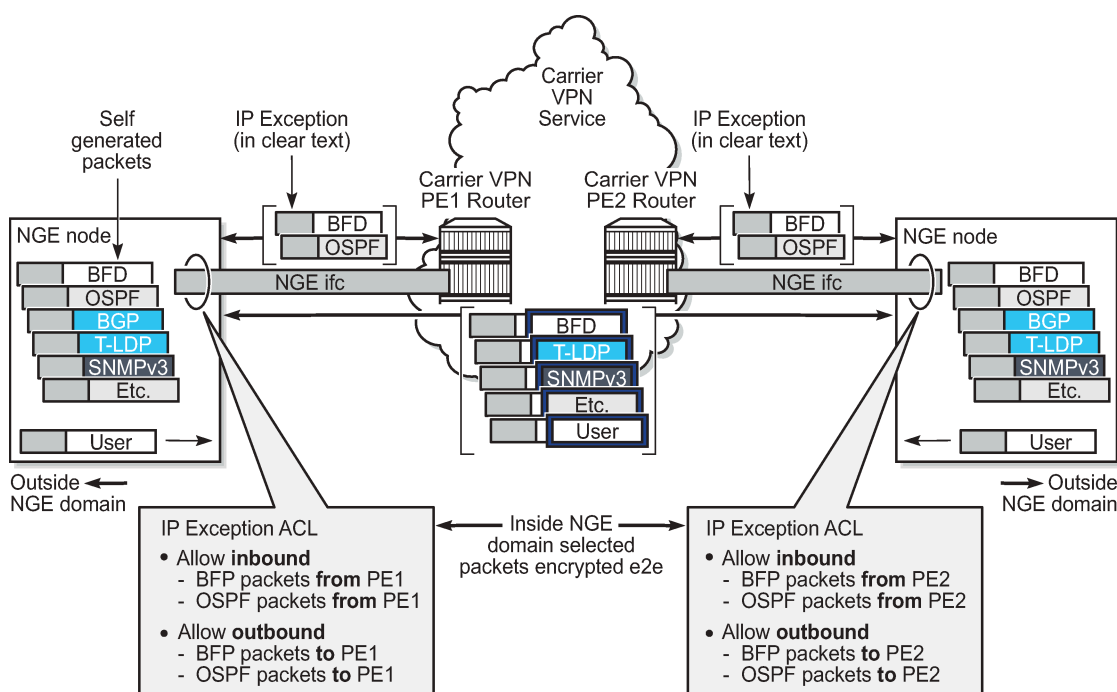 Carrier
VPN
Service
Self
generated
packets
IP Exception
(in clear text)
IP Exception
(in clear text)
Carrier VPN
PE1 Router
Carrier VPN
PE2 Router
BFD
OSPF
BFD
OSPF
NGE node
NGE node
BFD
OSPF
BGP
T-LDP
SNMPv3
Etc.
User
NGE ifc
NGE ifc
BFD
T-LDP
SNMPv3
Etc.
User
BFD
OSPF
BGP
T-LDP
SNMPv3
Etc.
User
Outside
NGE domain
Outside
NGE domain
Inside NGE
domain selected
packets encrypted e2e
IP Exception ACL
• Allow inbound
- BFP packets from PE1
- OSPF packets from PE1
• Allow outbound
- BFP packets to PE1
- OSPF packets to PE1
IP Exception ACL
• Allow inbound
- BFP packets from PE2
- OSPF packets from PE2
• Allow outbound
- BFP packets to PE2
- OSPF packets to PE2